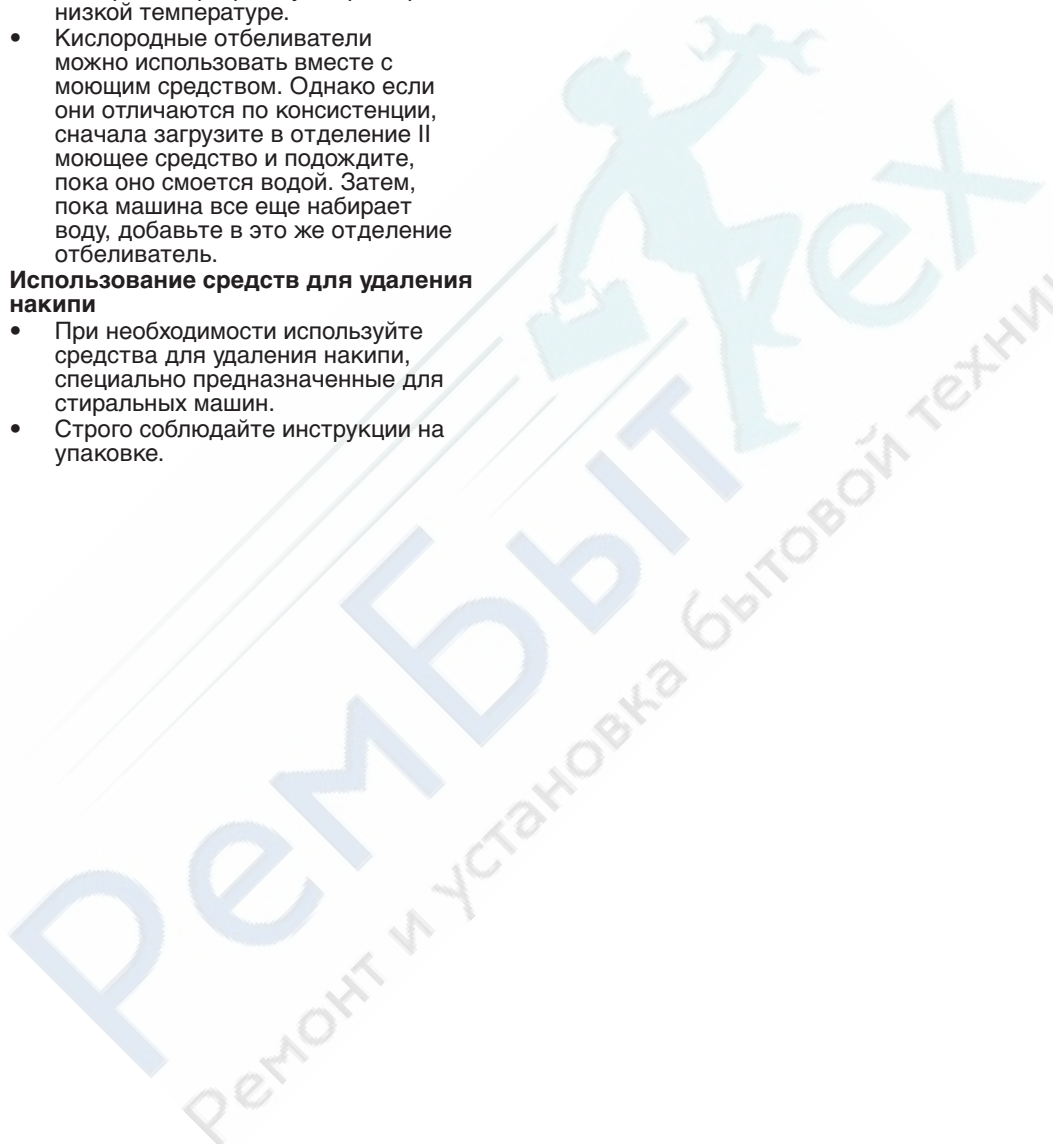 низкой температуре.
• Кислородные отбеливатели
можно использовать вместе с
моющим средством. Однако если
они отличаются по консистенции,
сначала загрузите в отделение II
моющее средство и подождите,
пока оно смоется водой. Затем,
пока машина все еще набирает
воду, добавьте в это же отделение
отбеливатель.
Использование средств для удаления
накипи
• При необходимости используйте
средства для удаления накипи,
специально предназначенные для
стиральных машин.
• Строго соблюдайте инструкции на
упаковке.
РемБытТех
Ремонт и установка бытовой техни